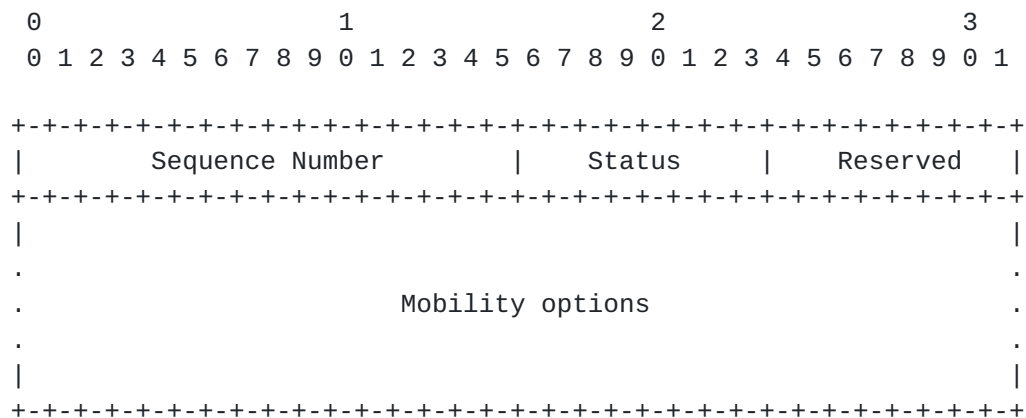 0                   1                   2                   3
 0 1 2 3 4 5 6 7 8 9 0 1 2 3 4 5 6 7 8 9 0 1 2 3 4 5 6 7 8 9 0 1

+-+-+-+-+-+-+-+-+-+-+-+-+-+-+-+-+-+-+-+-+-+-+-+-+-+-+-+-+-+-+-+-+
|        Sequence Number        |    Status     |    Reserved   |
+-+-+-+-+-+-+-+-+-+-+-+-+-+-+-+-+-+-+-+-+-+-+-+-+-+-+-+-+-+-+-+-+
|                                                               |
.                                                               .
.                        Mobility options                       .
.                                                               .
|                                                               |
+-+-+-+-+-+-+-+-+-+-+-+-+-+-+-+-+-+-+-+-+-+-+-+-+-+-+-+-+-+-+-+-+